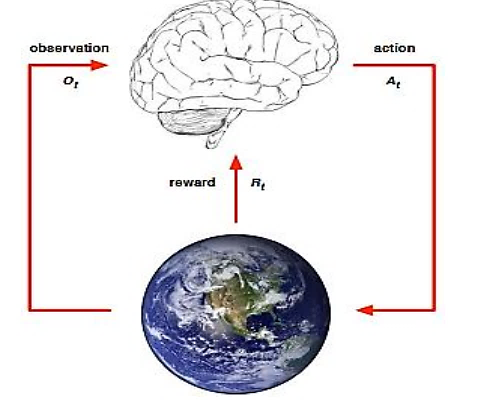 observation
Ot
action
At
reward Rt